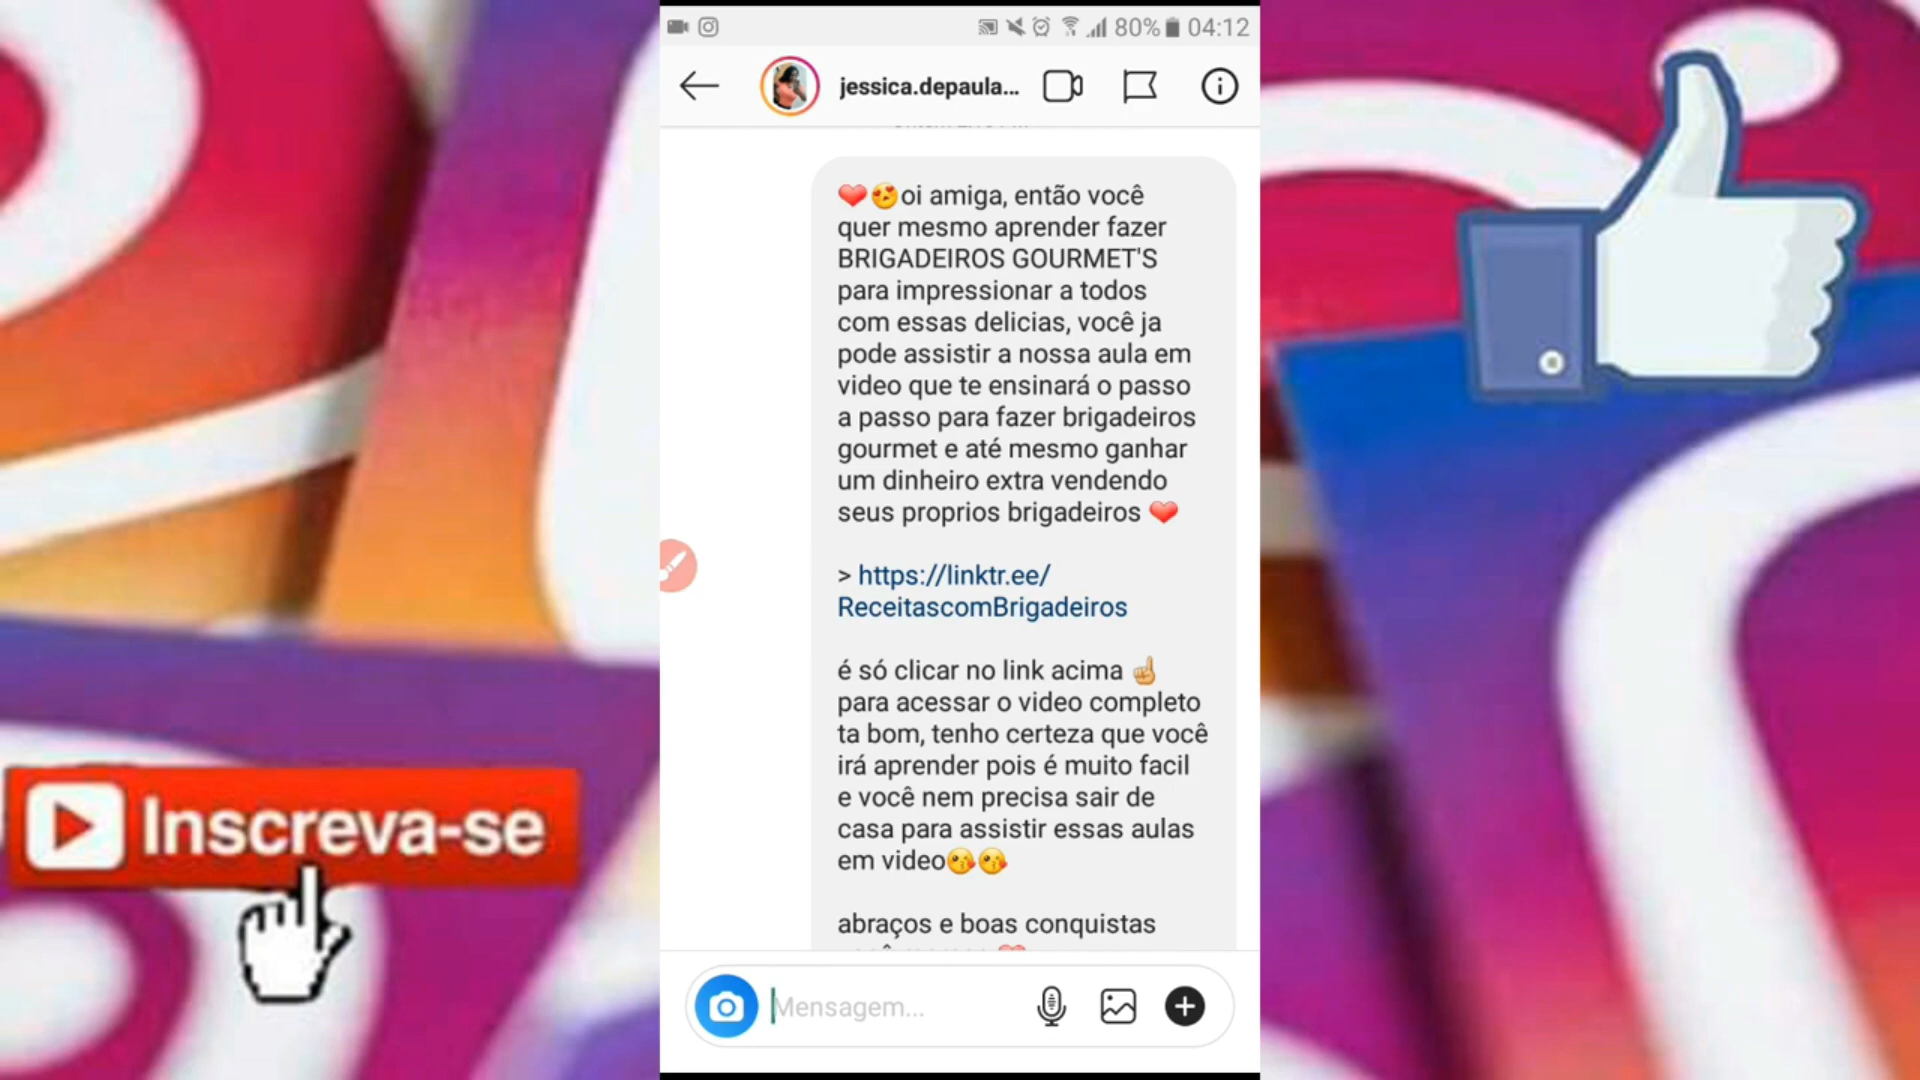 80% 04:12
jessica.depaula...
❤😍oi amiga, então você
quer mesmo aprender fazer
BRIGADEIROS GOURMET'S
para impressionar a todos
com essas delicias, você ja
pode assistir a nossa aula em
video que te ensinará o passo
a passo para fazer brigadeiros
gourmet e até mesmo ganhar
um dinheiro extra vendendo
seus proprios brigadeiros ❤
> https://linktr.ee/
ReceitascomBrigadeiros
é só clicar no link acima ☝
para acessar o video completo
ta bom, tenho certeza que você
irá aprender pois é muito facil
e você nem precisa sair de
casa para assistir essas aulas
em video😘😘
abraços e boas conquistas
Mensagem...
Inscreva-se